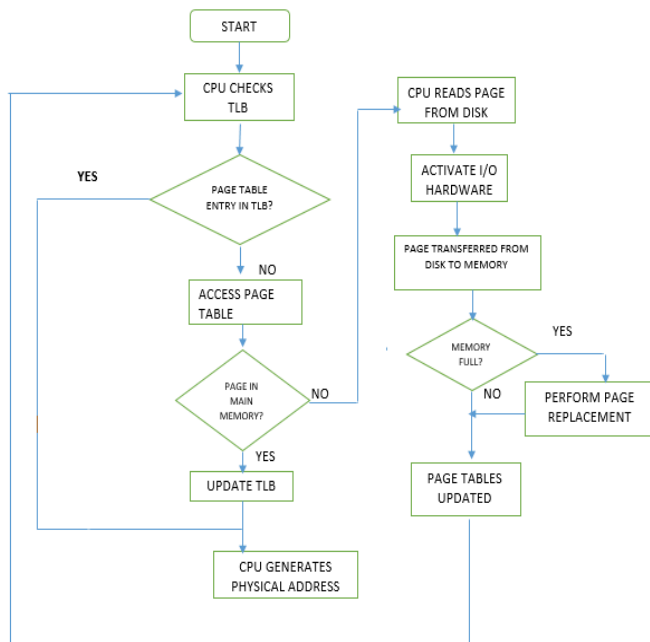 START
CPU CHECKS
TLB
YES
PAGE TABLE
ENTRY IN TLB?
NO
ACCESS PAGE
TABLE
PAGE IN
MAIN
MEMORY?
NO
YES
UPDATE TLB
CPU GENERATES
PHYSICAL ADDRESS
CPU READS PAGE
FROM DISK
ACTIVATE I/O
HARDWARE
PAGE TRANSFERRED FROM
DISK TO MEMORY
MEMORY
FULL?
YES
NO
PERFORM PAGE
REPLACEMENT
PAGE TABLES
UPDATED